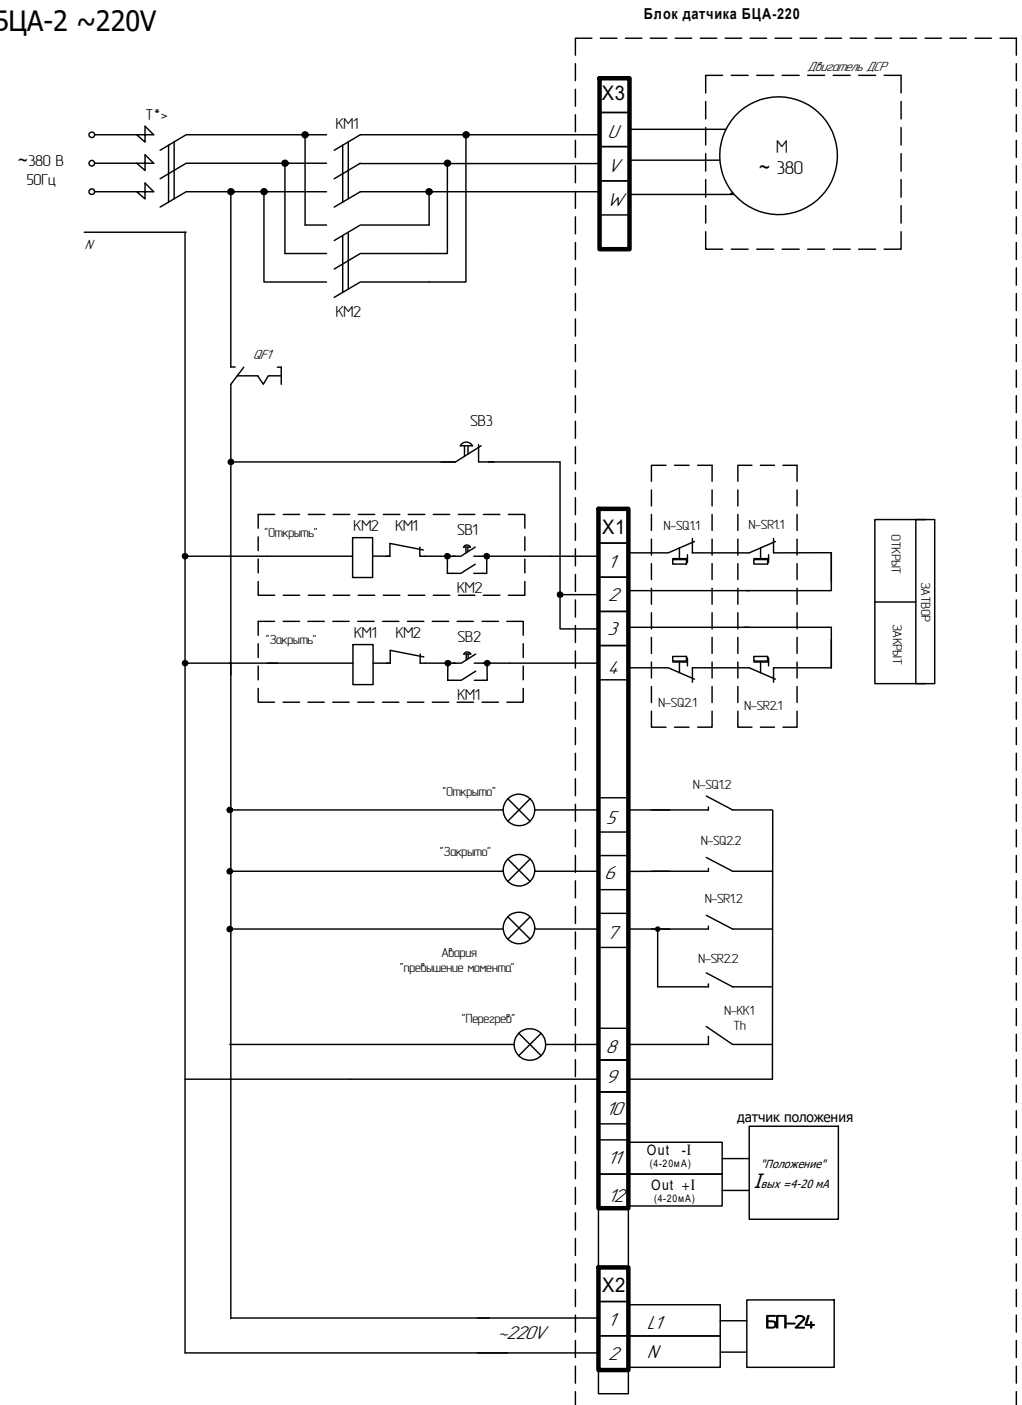 БЦА-2 ~220V
Блок датчика БЦА-220
Двигатель ДСР
T*>
KM1
X3
U
V
W
M
~ 380
~380 В
50Гц
N
KM2
QF1
SB3
X1
"Открыть"
KM2
KM1
SB1
KM2
1
2
3
4
N-SQ1.1
N-SR1.1
ОТКРЫТ
ЗАКРЫТ
ЗАТВОР
"Закрыть"
KM1
KM2
SB2
KM1
N-SQ2.1
N-SR2.1
"Открыто"
5
N-SQ1.2
"Закрыто"
6
N-SQ2.2
7
N-SR1.2
Авария
"превышение момента"
N-SR2.2
"Перегрев"
8
N-KK1
Th
9
10
датчик положения
11
Out -I
(4-20мА)
12
Out +I
(4-20мА)
"Положение"
Iвых =4-20 мА
X2
~220V
1
L1
2
N
БП-24